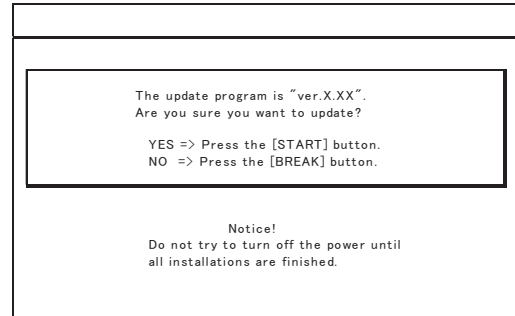 The update program is "ver.X.XX".
Are you sure you want to update?
YES => Press the [START] button.
NO => Press the [BREAK] button.
Notice!
Do not try to turn off the power until
all installations are finished.